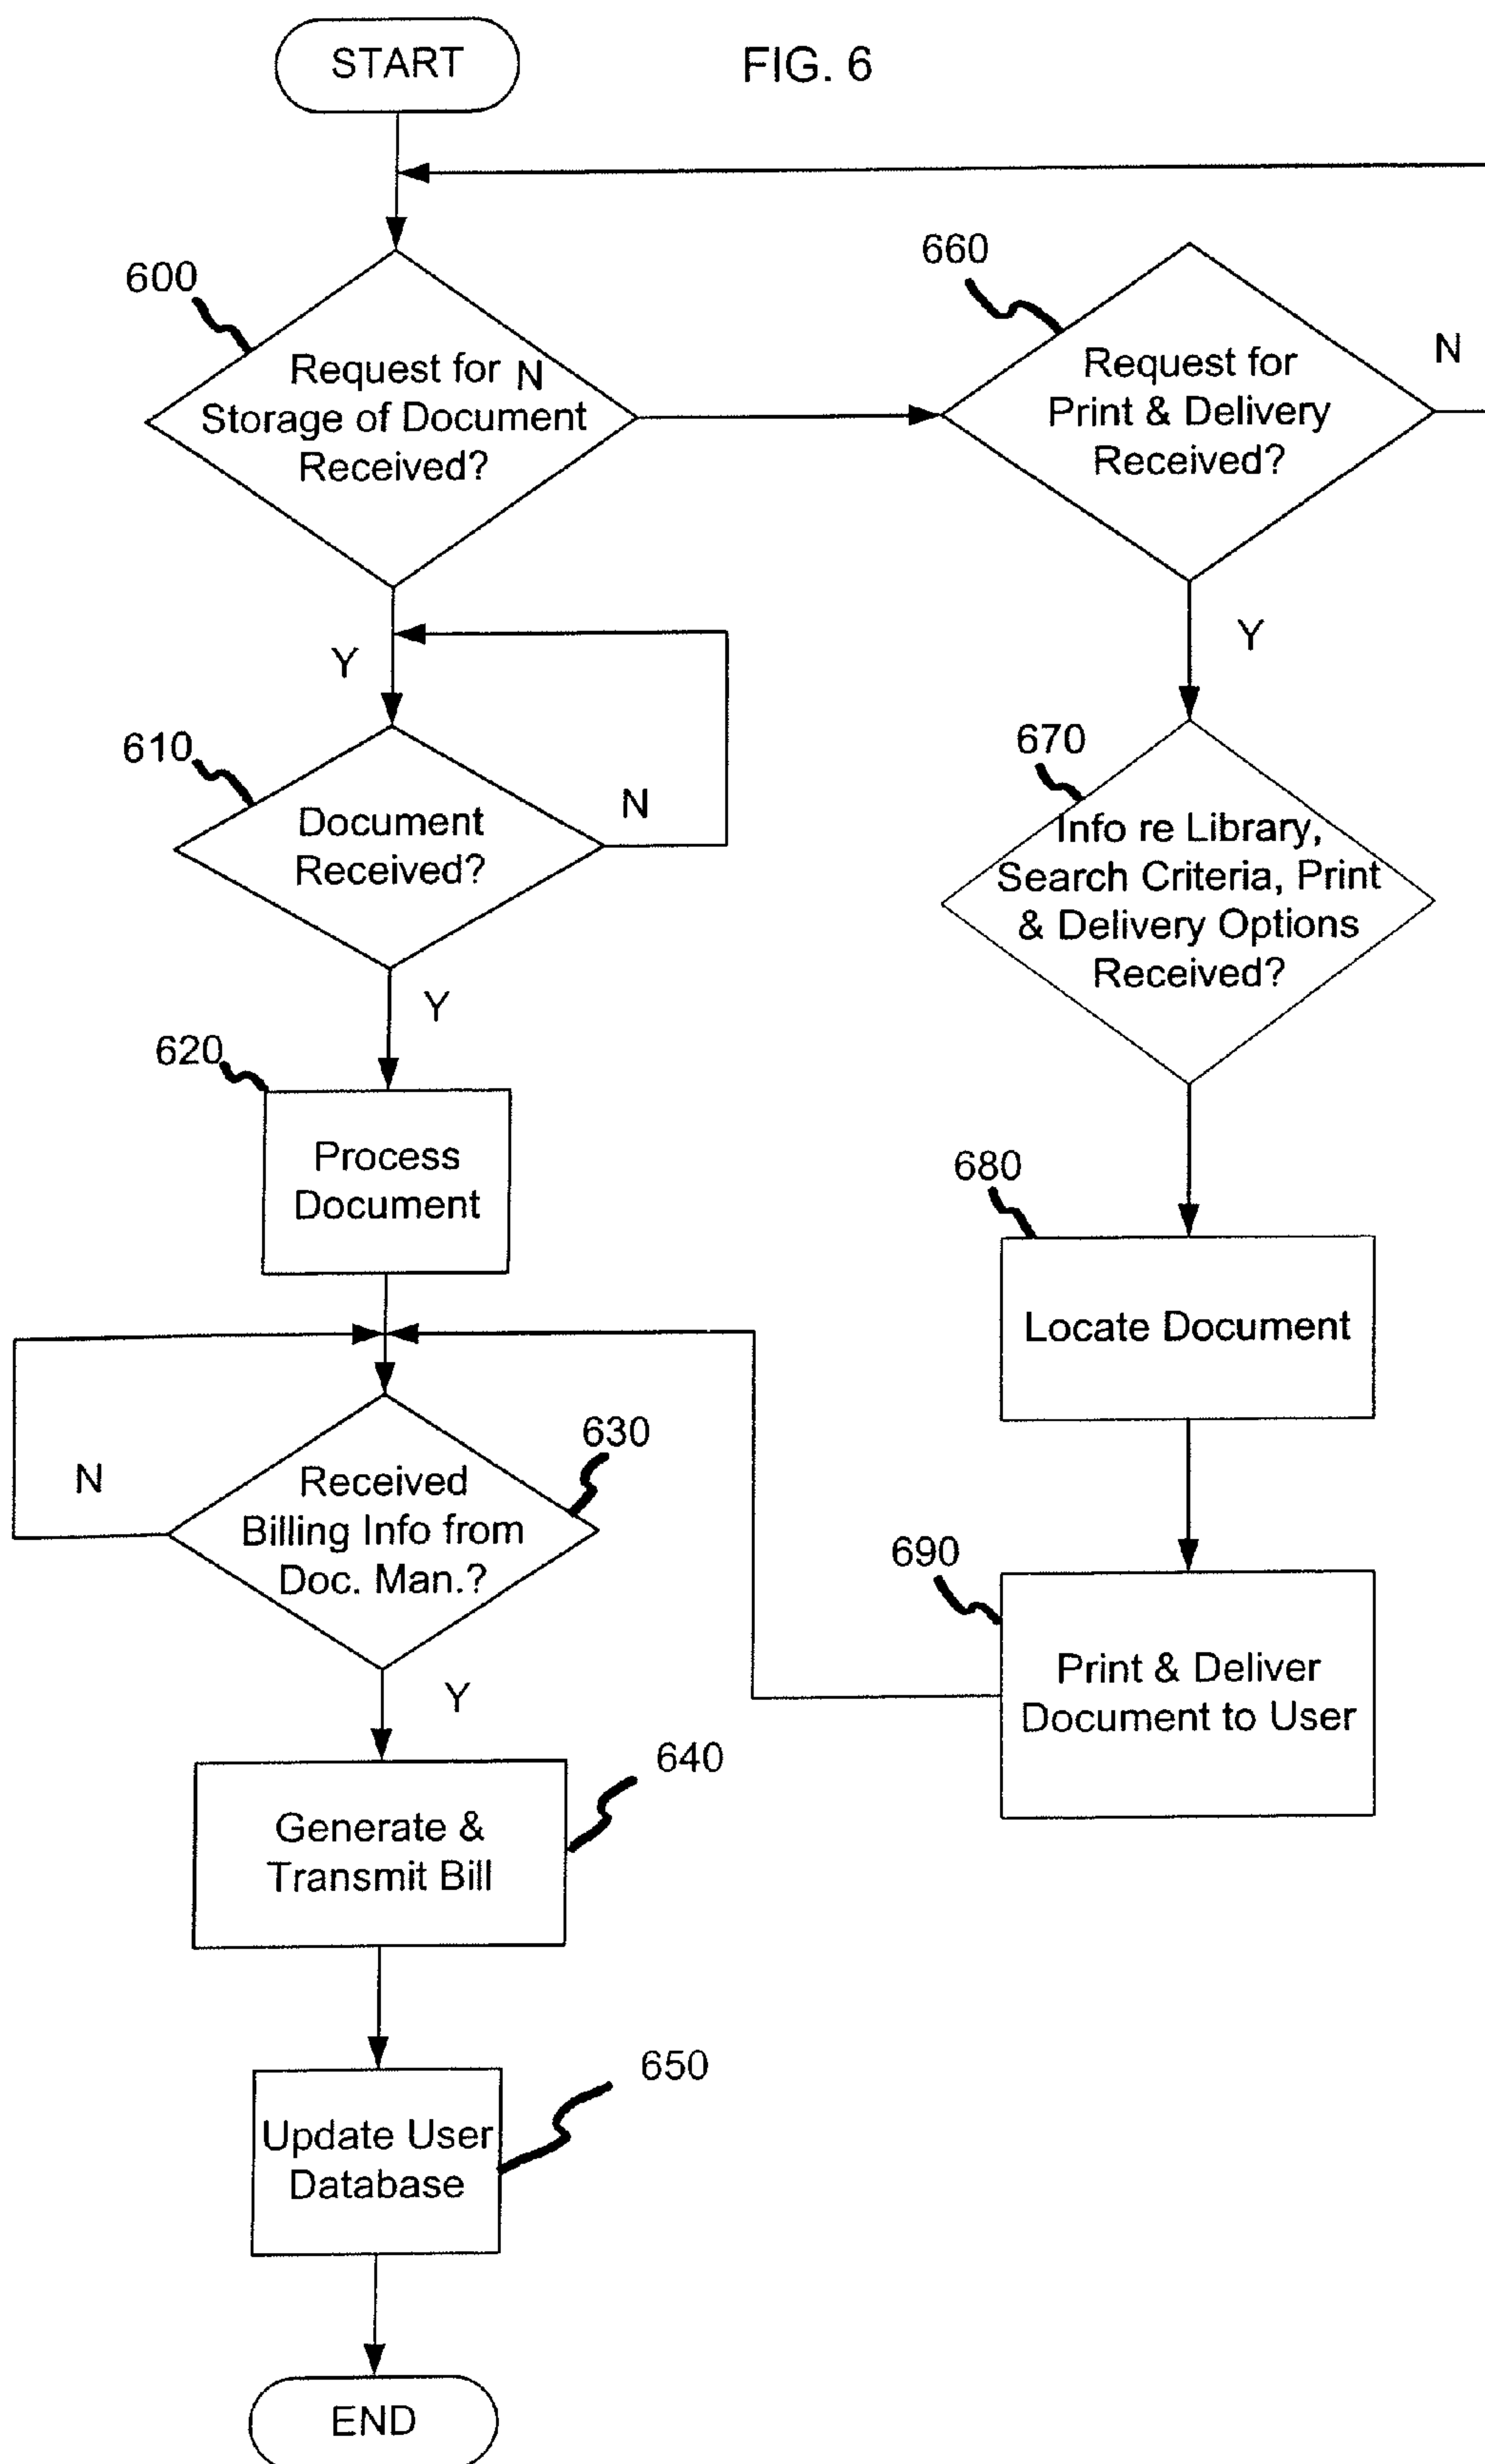 START
FIG. 6
600
Request for N
Storage of Document
Received?
660
Request for
Print & Delivery
Received?
N
Y
610
Document
Received?
N
Y
670
Info re Library,
Search Criteria, Print
& Delivery Options
Received?
Y
620
Process
Document
680
Locate Document
630
Received
Billing Info from
Doc. Man.?
N
Y
690
Print & Deliver
Document to User
640
Generate &
Transmit Bill
650
Update User
Database
END